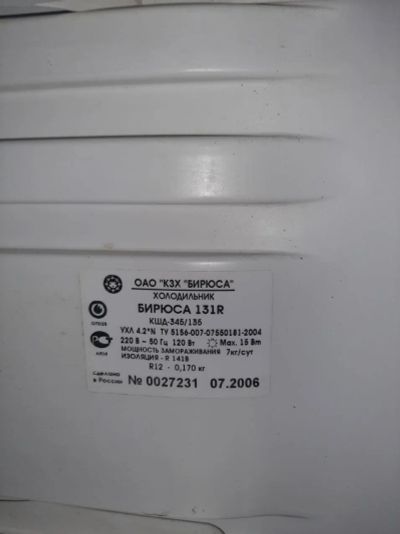 ОАО "КЗХ "БИРЮСА"
ХОЛОДИЛЬНИК
БИРЮСА 131R
КШД-345/135
УХЛ 4.2*N ТУ 5156-007-07550181-2004
220 В ~ 50 Гц 120 Вт Max. 15 Вт
МОЩНОСТЬ ЗАМОРАЖИВАНИЯ 7кг/сут
ИЗОЛЯЦИЯ - R 141B
R12 - 0,170 кг
Сделано
в России № 0027231 07.2006